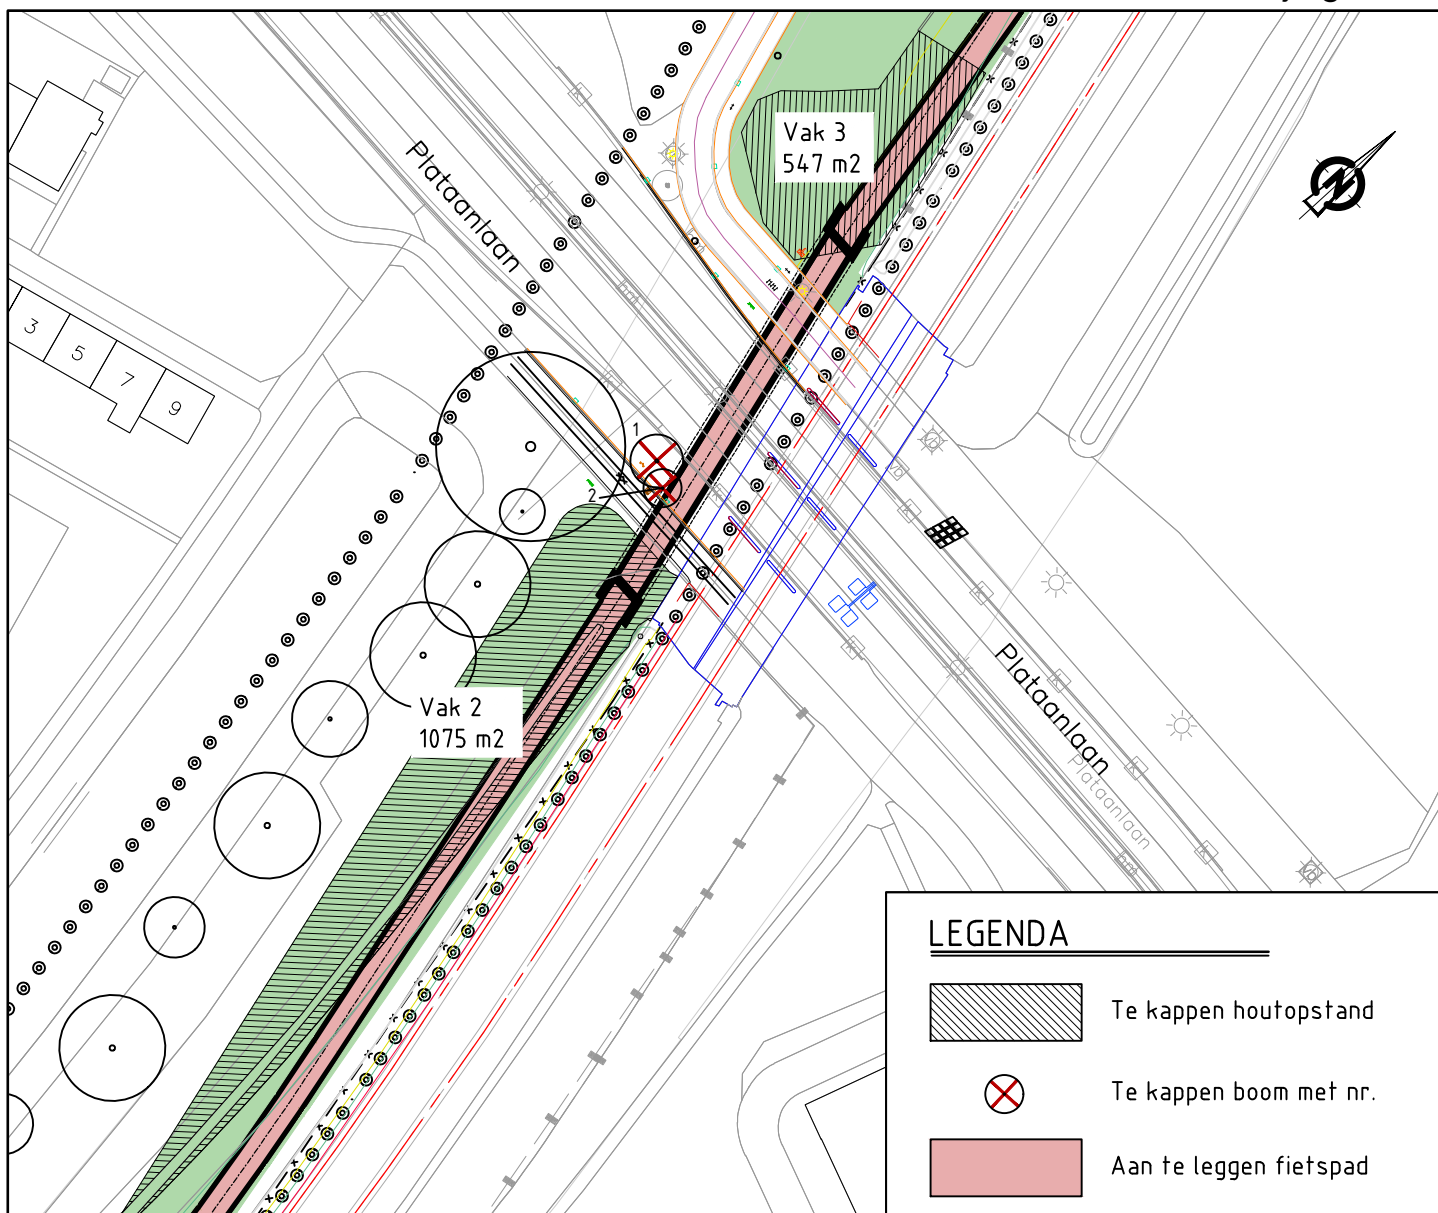 Plataanlaan
Vak 3
547 m2
3
5
7
9
1
2
Vak 2
1075 m2
Plataanlaan
Plataanlaan
LEGENDA
Te kappen houtopstand
Te kappen boom met nr.
Aan te leggen fietspad